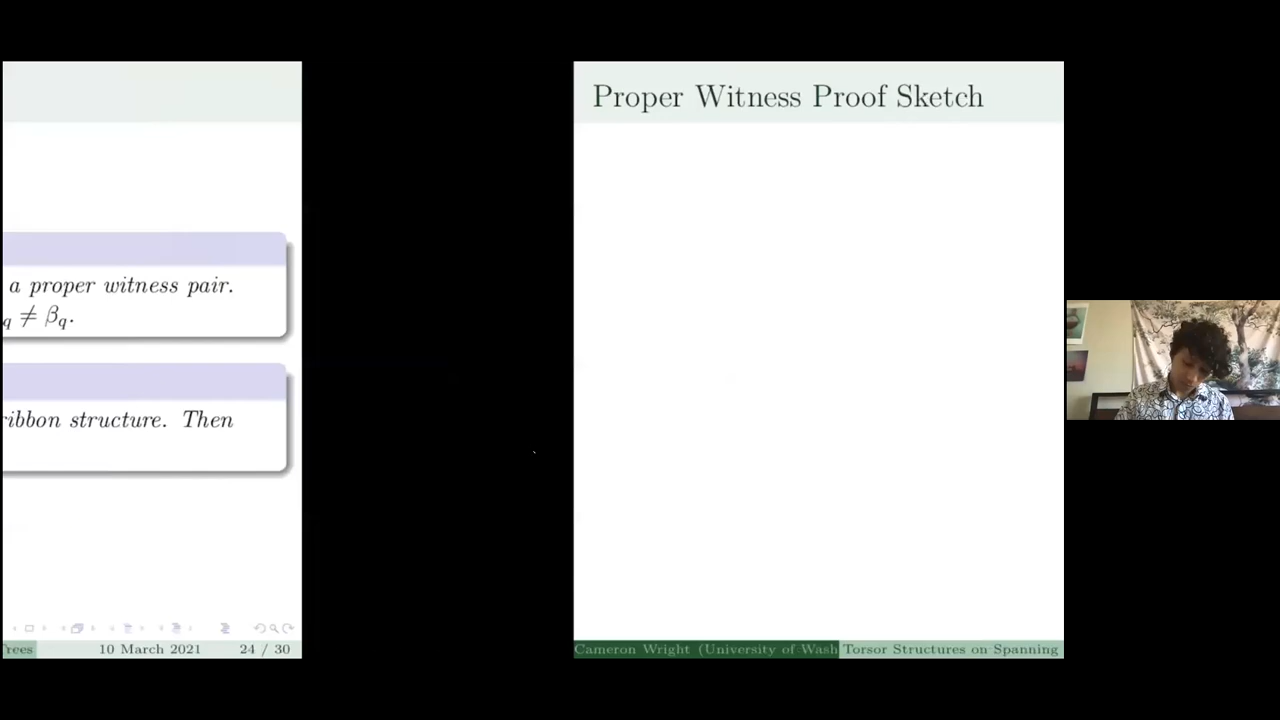 a proper witness pair.
q ≠ βq.
ribbon structure. Then
Trees
10 March 2021
24 / 30
Proper Witness Proof Sketch
Cameron Wright (University of Wash
Torsor Structures on Spanning